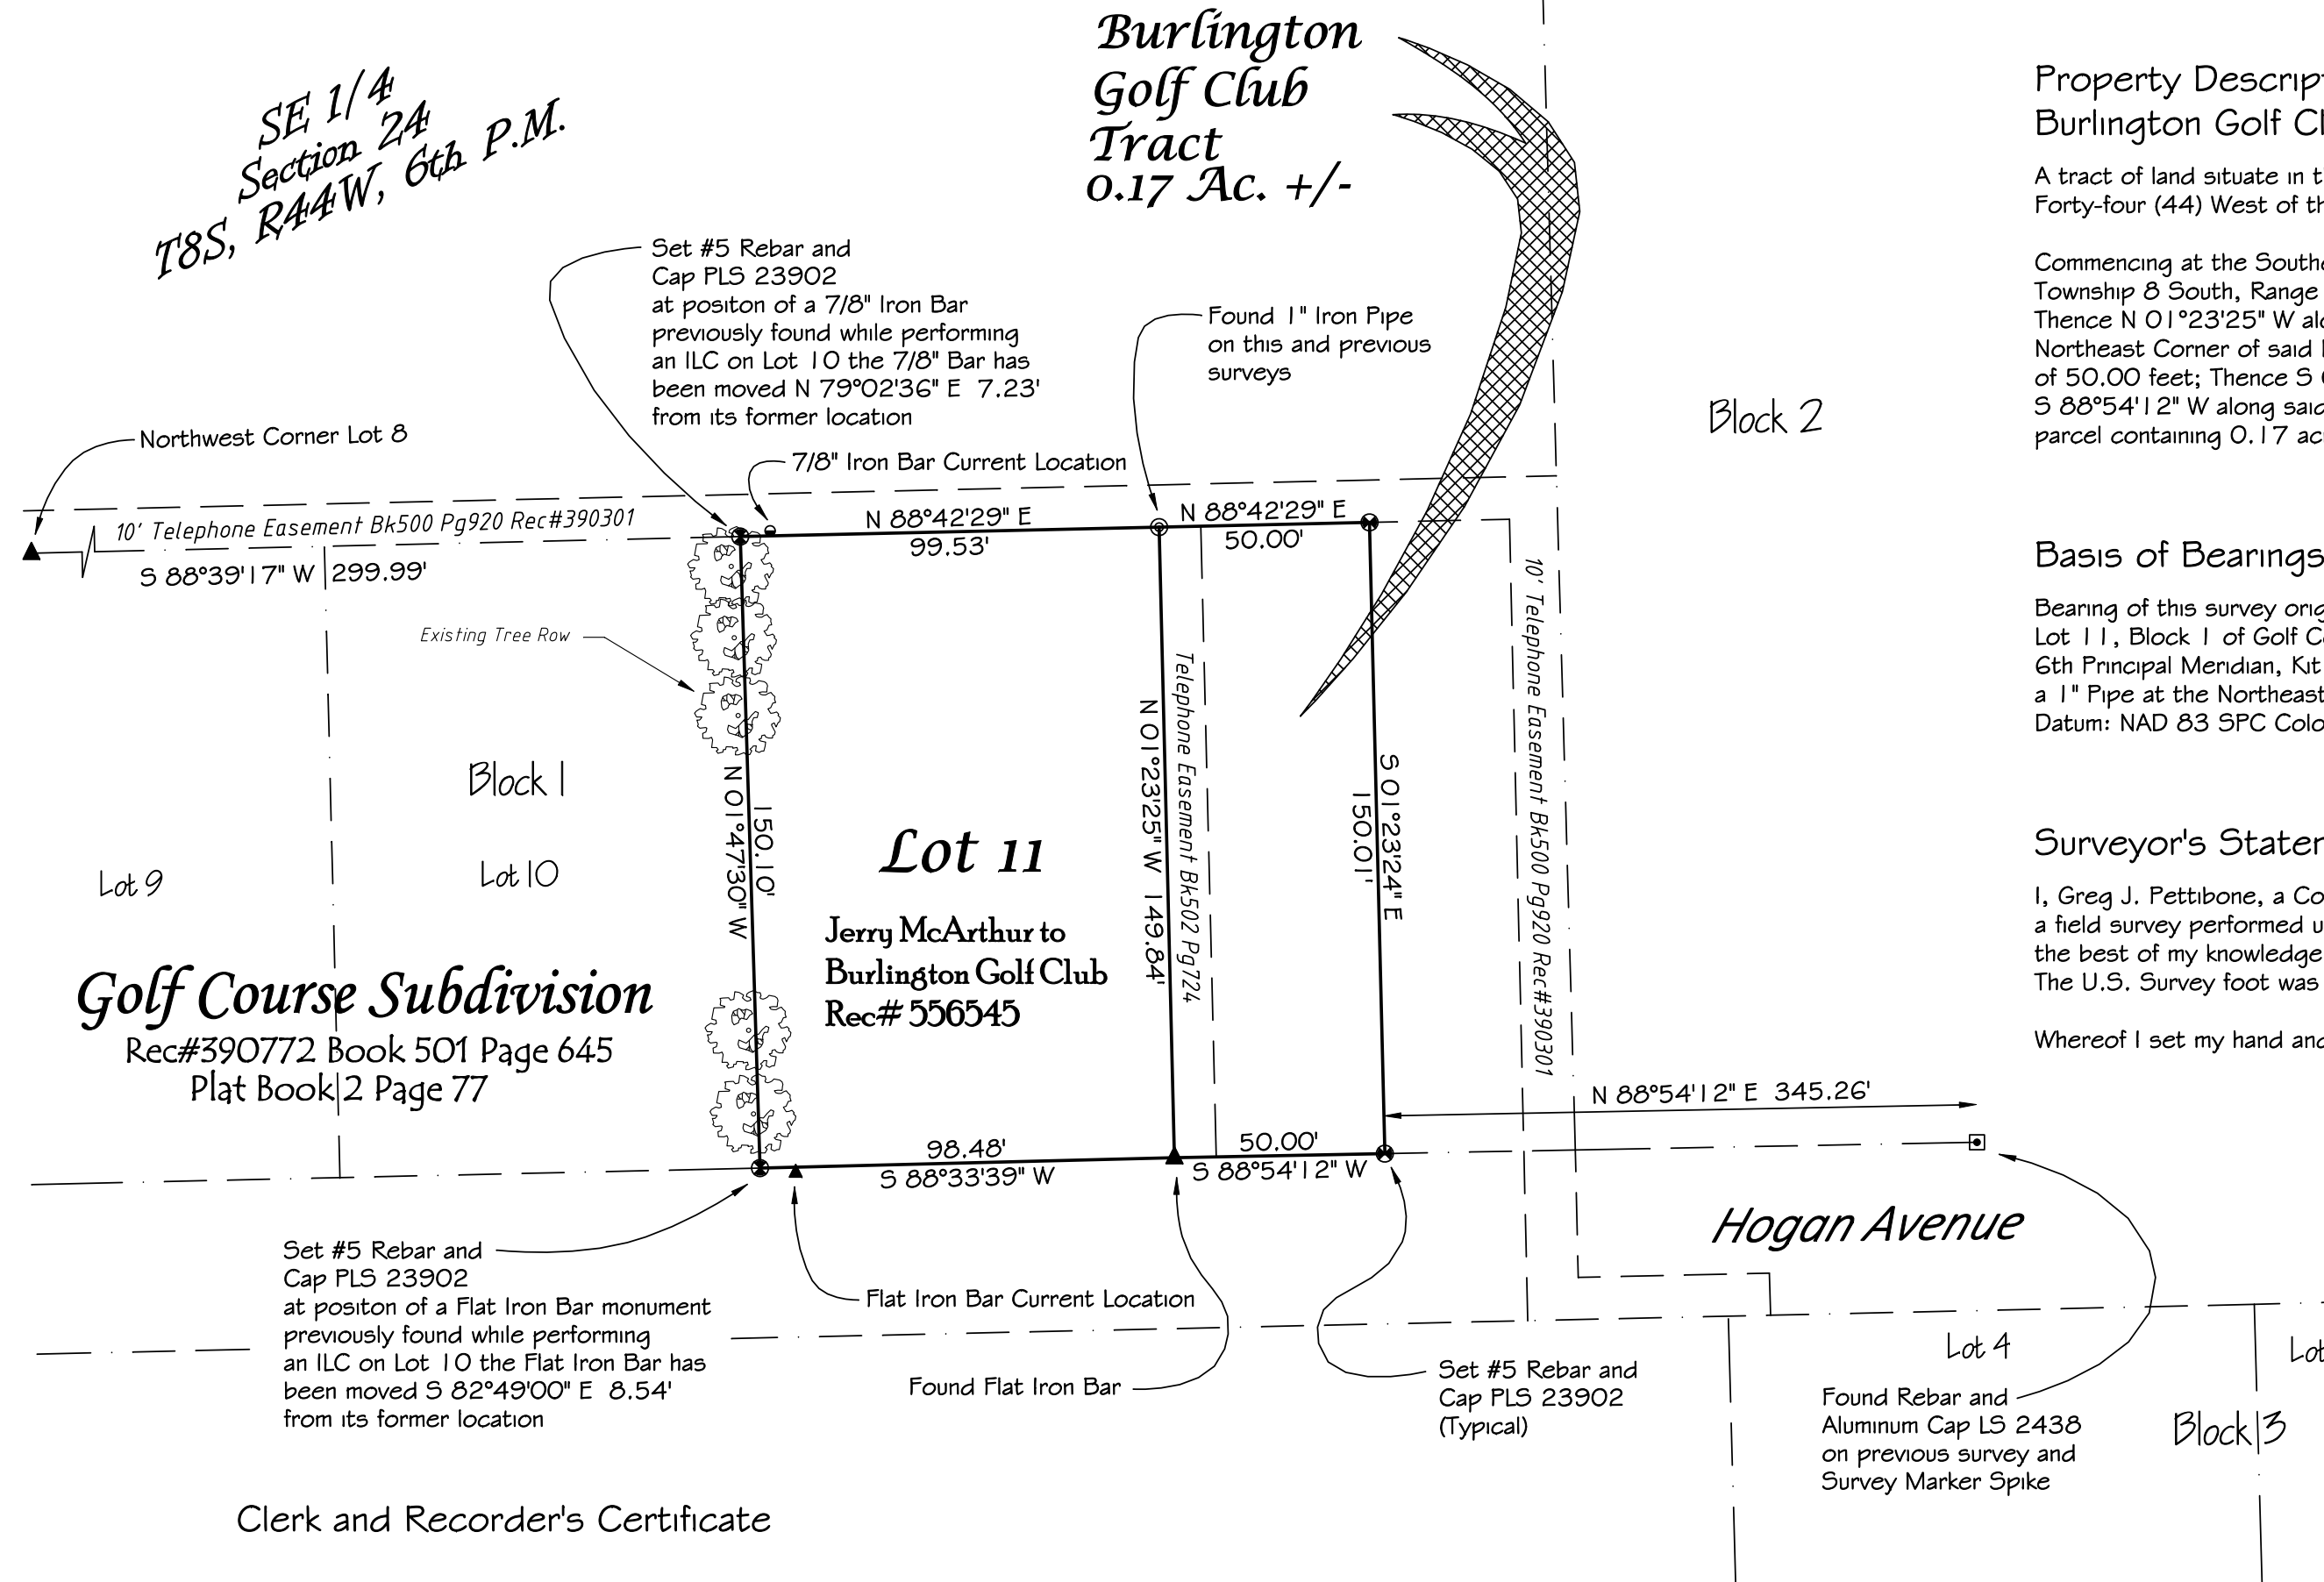 Burlington
Golf Club
Tract
0.17 Ac. +/-
SE 1/4
Section 24
T8S, R44W, 6th P.M.
Set #5 Rebar and
Cap PLS 23902
at positon of a 7/8" Iron Bar
previously found while performing
an ILC on Lot 10 the 7/8" Bar has
been moved N 79°02'36" E 7.23'
from its former location
Found 1" Iron Pipe
on this and previous
surveys
Northwest Corner Lot 8
7/8" Iron Bar Current Location
Block 2
10' Telephone Easement Bk500 Pg920 Rec#390301
S 88°39'17" W 299.99'
N 88°42'29" E
99.53'
N 88°42'29" E
50.00'
Existing Tree Row
Block 1
Lot 9
Lot 10
N 01°47'30" W
150.10'
Lot 11
Jerry McArthur to
Burlington Golf Club
Rec# 556545
N 01°23'25" W 149.84'
Telephone Easement Bk502 Pg724
150.01'
S 01°23'24" E
10' Telephone Easement Bk500 Pg920 Rec#390301
Golf Course Subdivision
Rec#390772 Book 501 Page 645
Plat Book 2 Page 77
N 88°54'12" E 345.26'
98.48'
S 88°33'39" W
50.00'
S 88°54'12" W
Hogan Avenue
Set #5 Rebar and
Cap PLS 23902
at positon of a Flat Iron Bar monument
previously found while performing
an ILC on Lot 10 the Flat Iron Bar has
been moved S 82°49'00" E 8.54'
from its former location
Flat Iron Bar Current Location
Found Flat Iron Bar
Set #5 Rebar and
Cap PLS 23902
(Typical)
Lot 4
Lot
Found Rebar and
Aluminum Cap LS 2438
on previous survey and
Survey Marker Spike
Block 3
Clerk and Recorder's Certificate
Property Descrip
Burlington Golf Cl
A tract of land situate in t
Forty-four (44) West of th
Commencing at the Southe
Township 8 South, Range
Thence N 01°23'25" W alo
Northeast Corner of said
of 50.00 feet; Thence S
S 88°54'12" W along said
parcel containing 0.17 ac
Basis of Bearings
Bearing of this survey orig
Lot 11, Block 1 of Golf C
6th Principal Meridian, Kit
a 1" Pipe at the Northeast
Datum: NAD 83 SPC Colo
Surveyor's Stater
I, Greg J. Pettibone, a Co
a field survey performed u
the best of my knowledge
The U.S. Survey foot was
Whereof I set my hand and